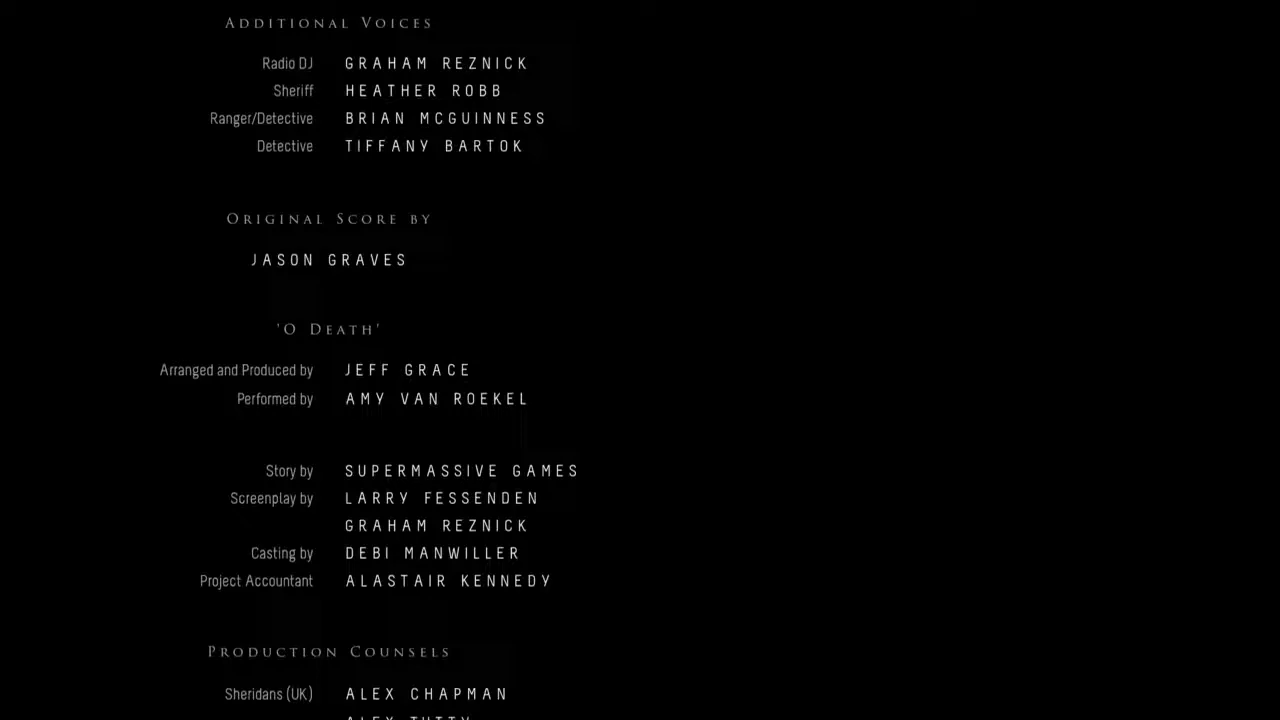 Additional Voices
Radio DJ GRAHAM REZNICK
Sheriff HEATHER ROBB
Ranger/Detective BRIAN MCGUINNESS
Detective TIFFANY BARTOK
Original Score by
JASON GRAVES
'O Death'
Arranged and Produced by JEFF GRACE
Performed by AMY VAN ROEKEL
Story by SUPERMASSIVE GAMES
Screenplay by LARRY FESSENDEN
GRAHAM REZNICK
Casting by DEBI MANWILLER
Project Accountant ALASTAIR KENNEDY
Production Counsels
Sheridans (UK) ALEX CHAPMAN
ALEX TUTTY